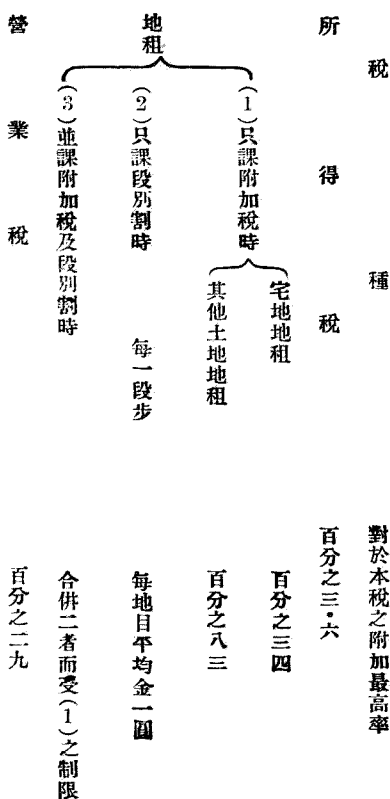 稅種　對於本稅之附加最高率
所得稅　百分之三・六
地租
(1)只課附加稅時
宅地地租　百分之三四
其他土地地租　百分之八三
(2)只課段別割時　每一段步　每地目平均金一圓
(3)並課附加稅及段別割時　合併二者而受(1)之制限
營業稅　百分之二九